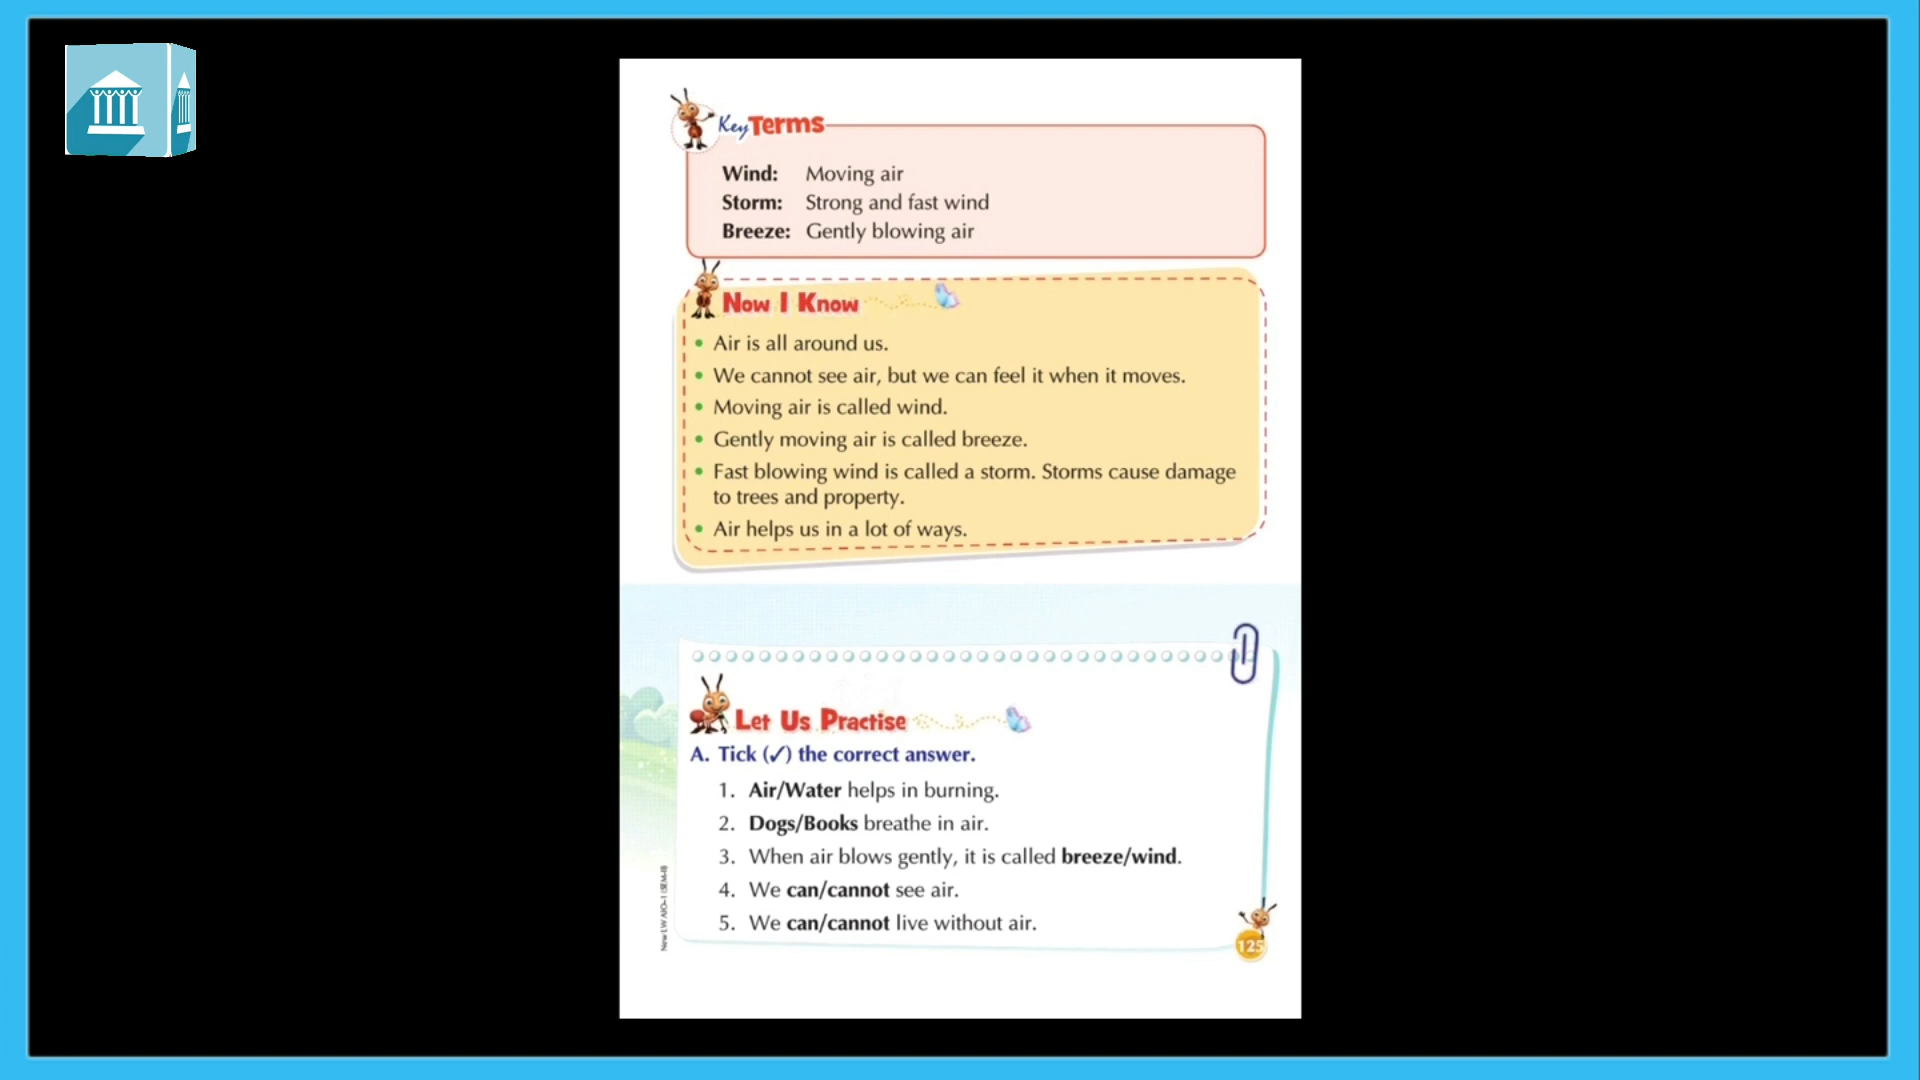 Key Terms
Wind: Moving air
Storm: Strong and fast wind
Breeze: Gently blowing air
Now I Know
• Air is all around us.
• We cannot see air, but we can feel it when it moves.
• Moving air is called wind.
• Gently moving air is called breeze.
• Fast blowing wind is called a storm. Storms cause damage
to trees and property.
• Air helps us in a lot of ways.
Let Us Practise
A. Tick (✓) the correct answer.
1. Air/Water helps in burning.
2. Dogs/Books breathe in air.
3. When air blows gently, it is called breeze/wind.
4. We can/cannot see air.
5. We can/cannot live without air.
125